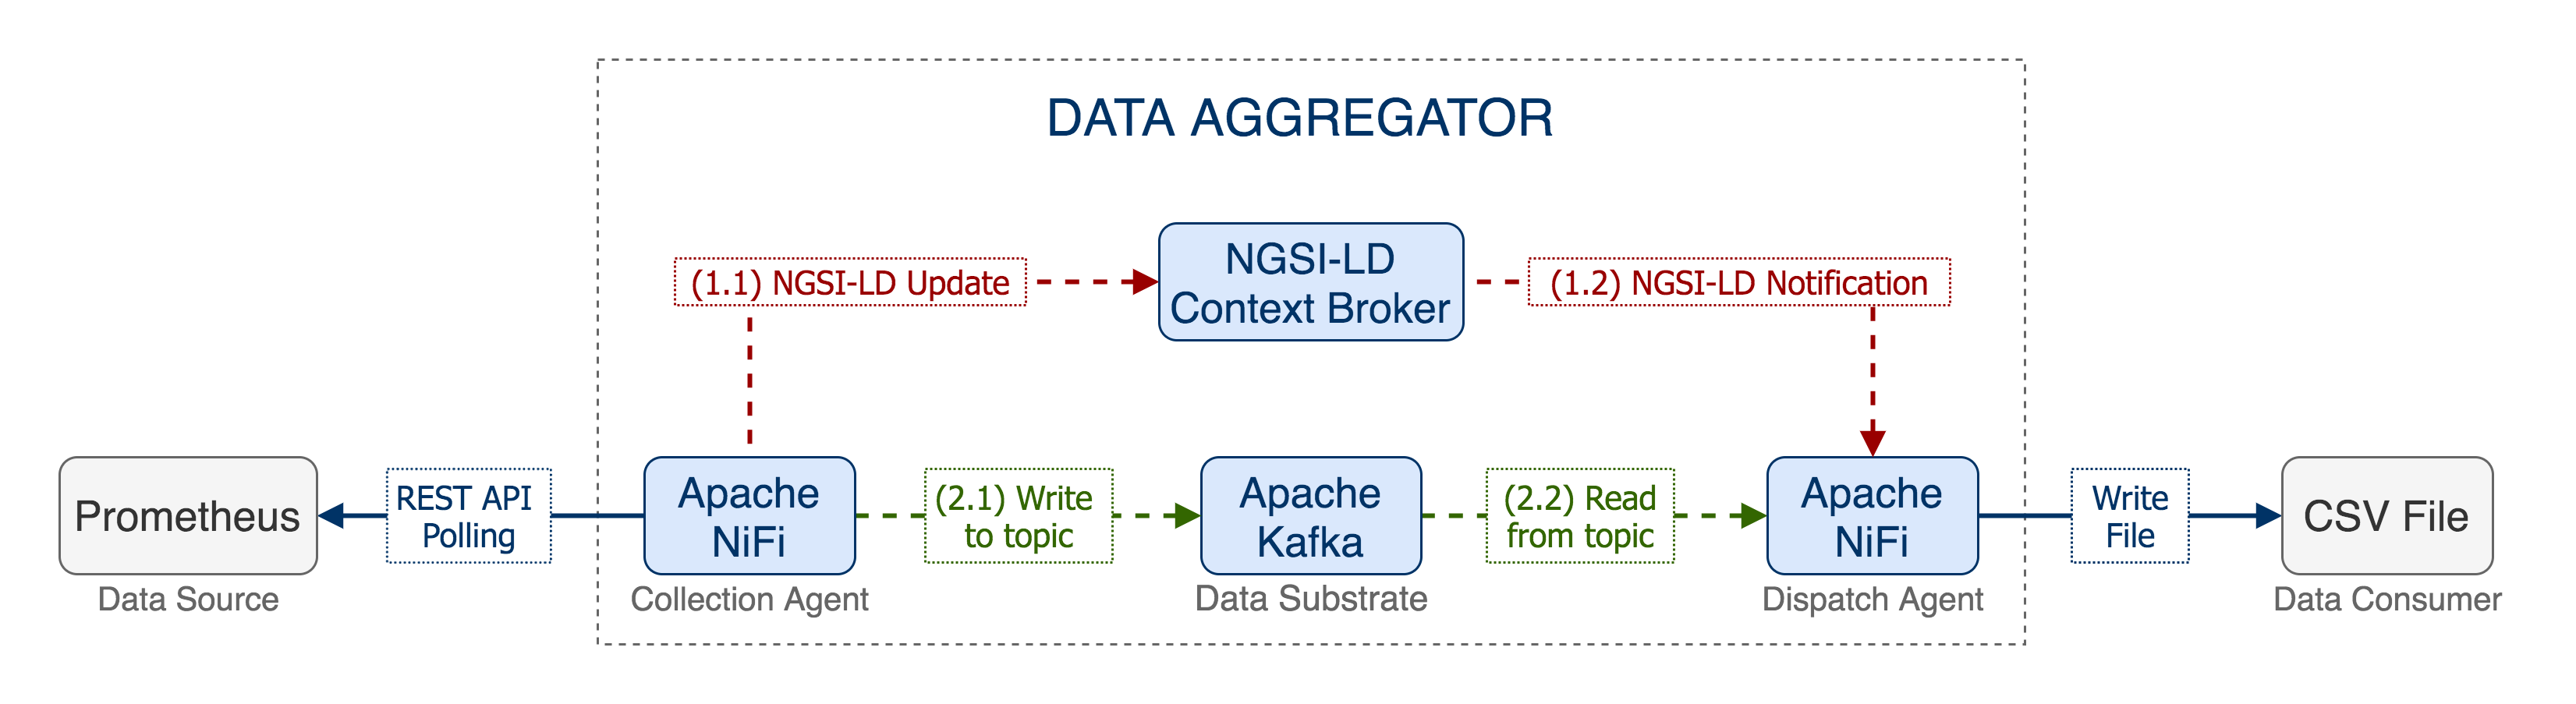 DATA AGGREGATOR
NGSI-LD
Context Broker
(1.1) NGSI-LD Update
(1.2) NGSI-LD Notification
Prometheus
Data Source
REST API
Polling
Apache
NiFi
Collection Agent
(2.1) Write
to topic
Apache
Kafka
Data Substrate
(2.2) Read
from topic
Apache
NiFi
Dispatch Agent
Write
File
CSV File
Data Consumer